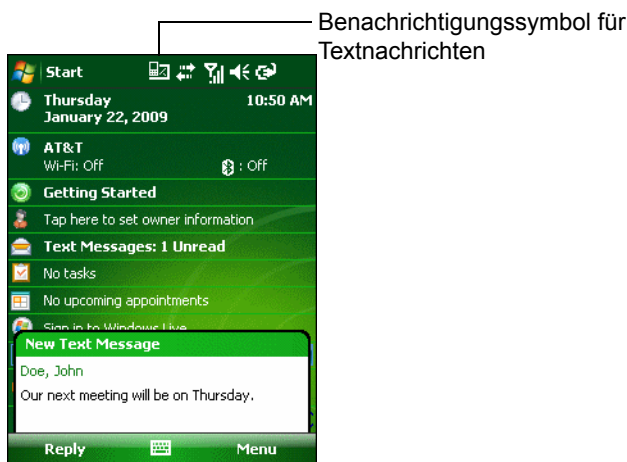 Benachrichtigungssymbol für
Textnachrichten
Start
Thursday 10:50 AM
January 22, 2009
AT&T
Wi-Fi: Off : Off
Getting Started
Tap here to set owner information
Text Messages: 1 Unread
No tasks
No upcoming appointments
Sign in to Windows Live
New Text Message
Doe, John
Our next meeting will be on Thursday.
Reply Menu